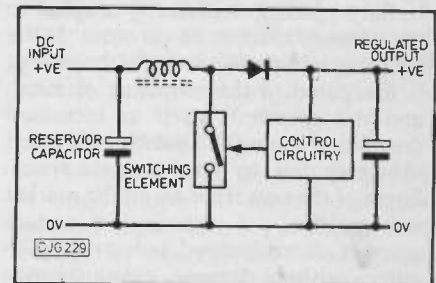 DC
INPUT
+VE
REGULATED
OUTPUT
+VE
RESERVIOR
CAPACITOR
SWITCHING
ELEMENT
CONTROL
CIRCUITRY
0V
0V
DJG229